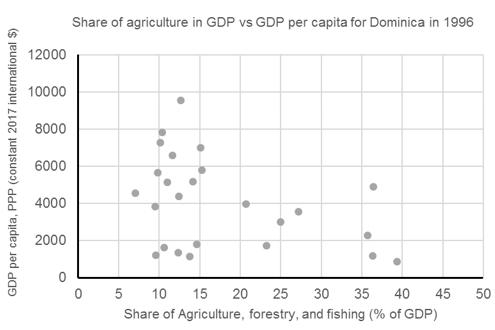 Share of agriculture in GDP vs GDP per capita for Dominica in 1996
GDP per capita, PPP (constant 2017 international $)
12000
10000
8000
6000
4000
2000
0
0 5 10 15 20 25 30 35 40 45 50
Share of Agriculture, forestry, and fishing (% of GDP)